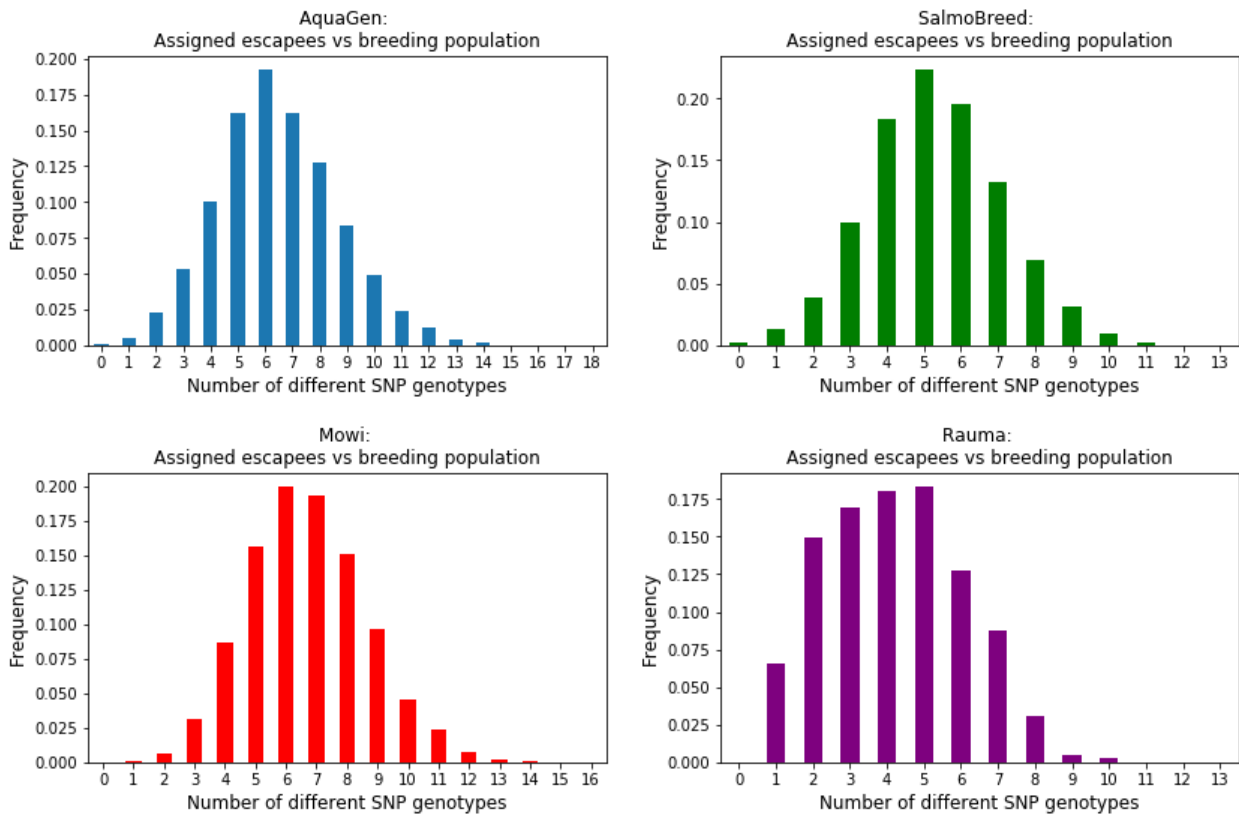 AquaGen:
Assigned escapees vs breeding population
0.200
0.175
0.150
0.125
0.100
0.075
0.050
0.025
0.000
Frequency
0 1 2 3 4 5 6 7 8 9 10 11 12 13 14 15 16 17 18
Number of different SNP genotypes
SalmoBreed:
Assigned escapees vs breeding population
0.20
0.15
0.10
0.05
0.00
Frequency
0 1 2 3 4 5 6 7 8 9 10 11 12 13
Number of different SNP genotypes
Mowi:
Assigned escapees vs breeding population
0.200
0.175
0.150
0.125
0.100
0.075
0.050
0.025
0.000
Frequency
0 1 2 3 4 5 6 7 8 9 10 11 12 13 14 15 16
Number of different SNP genotypes
Rauma:
Assigned escapees vs breeding population
0.175
0.150
0.125
0.100
0.075
0.050
0.025
0.000
Frequency
0 1 2 3 4 5 6 7 8 9 10 11 12 13
Number of different SNP genotypes